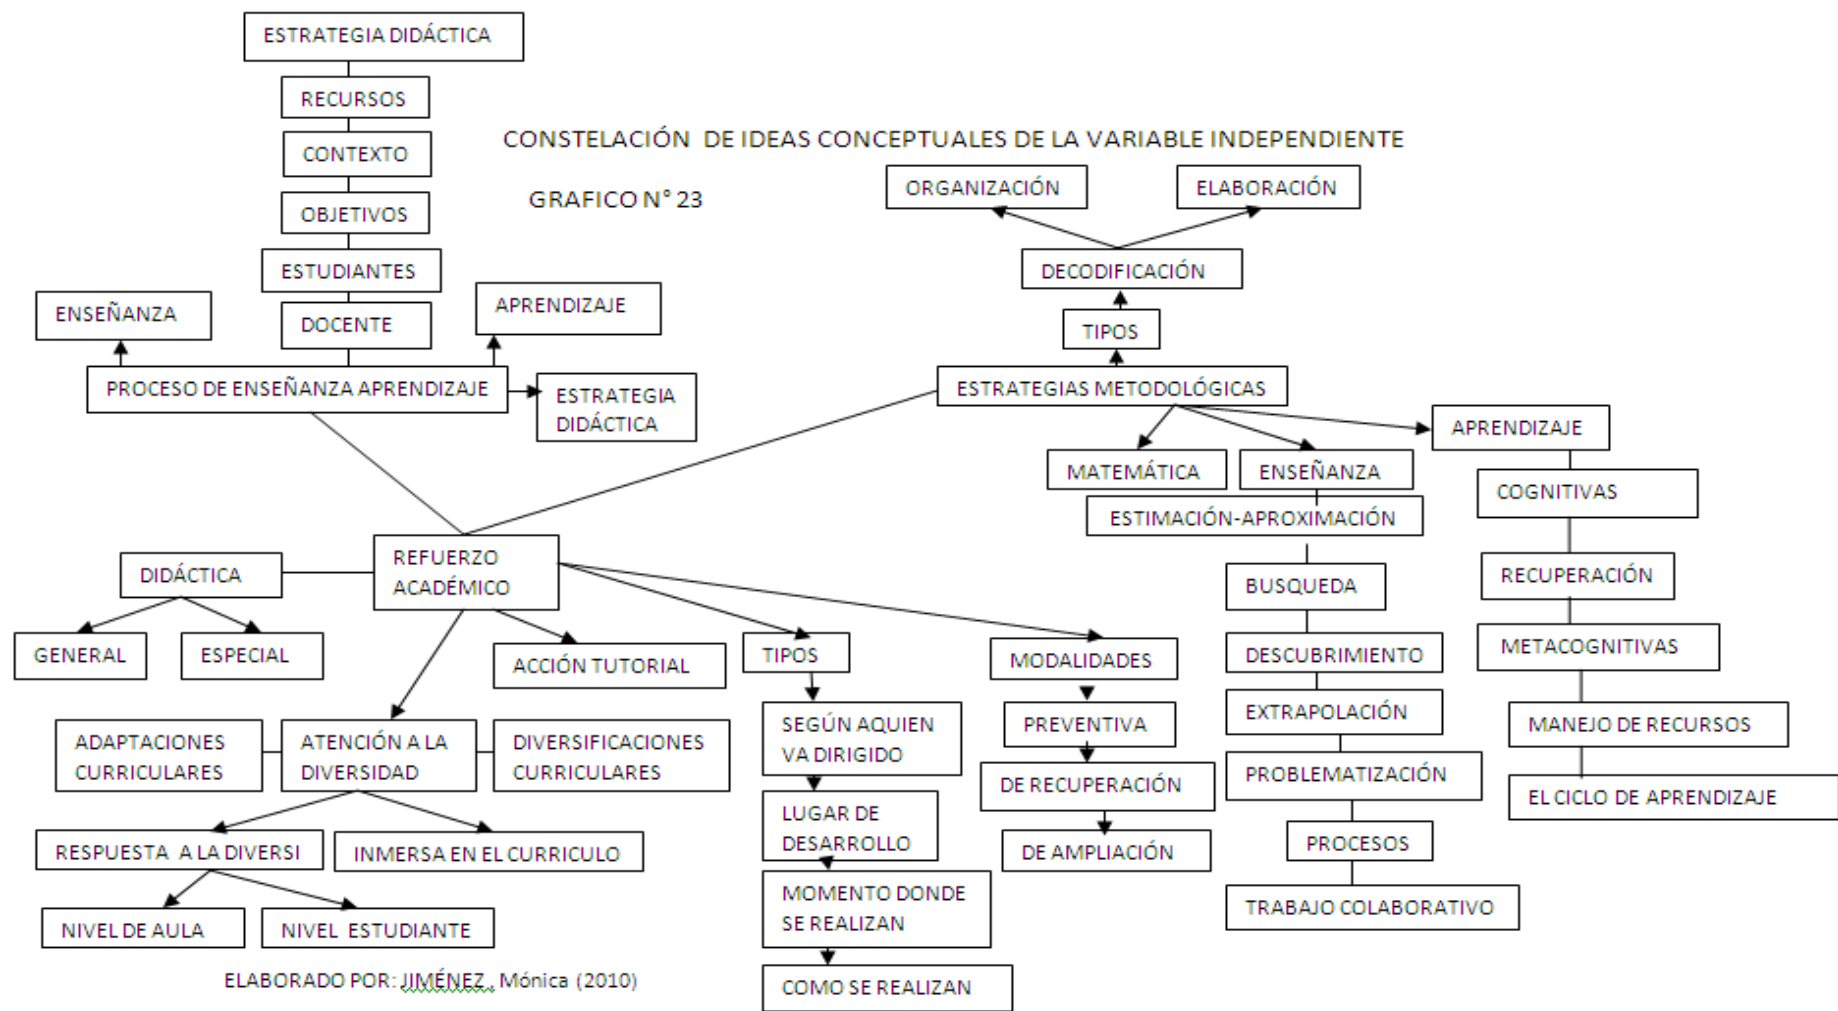 ESTRATEGIA DIDÁCTICA
RECURSOS
CONTEXTO
OBJETIVOS
ESTUDIANTES
DOCENTE
CONSTELACIÓN DE IDEAS CONCEPTUALES DE LA VARIABLE INDEPENDIENTE
GRAFICO N° 23
ENSEÑANZA
APRENDIZAJE
PROCESO DE ENSEÑANZA APRENDIZAJE
ESTRATEGIA
DIDÁCTICA
ORGANIZACIÓN
ELABORACIÓN
DECODIFICACIÓN
TIPOS
ESTRATEGIAS METODOLÓGICAS
MATEMÁTICA
ENSEÑANZA
APRENDIZAJE
ESTIMACIÓN-APROXIMACIÓN
BUSQUEDA
DESCUBRIMIENTO
EXTRAPOLACIÓN
PROBLEMATIZACIÓN
PROCESOS
TRABAJO COLABORATIVO
COGNITIVAS
RECUPERACIÓN
METACOGNITIVAS
MANEJO DE RECURSOS
EL CICLO DE APRENDIZAJE
REFUERZO
ACADÉMICO
DIDÁCTICA
GENERAL
ESPECIAL
ACCIÓN TUTORIAL
TIPOS
MODALIDADES
ADAPTACIONES
CURRICULARES
ATENCIÓN A LA
DIVERSIDAD
DIVERSIFICACIONES
CURRICULARES
RESPUESTA A LA DIVERSI
INMERSA EN EL CURRICULO
NIVEL DE AULA
NIVEL ESTUDIANTE
SEGÚN AQUIEN
VA DIRIGIDO
LUGAR DE
DESARROLLO
MOMENTO DONDE
SE REALIZAN
COMO SE REALIZAN
PREVENTIVA
DE RECUPERACIÓN
DE AMPLIACIÓN
ELABORADO POR: JIMÉNEZ , Mónica (2010)